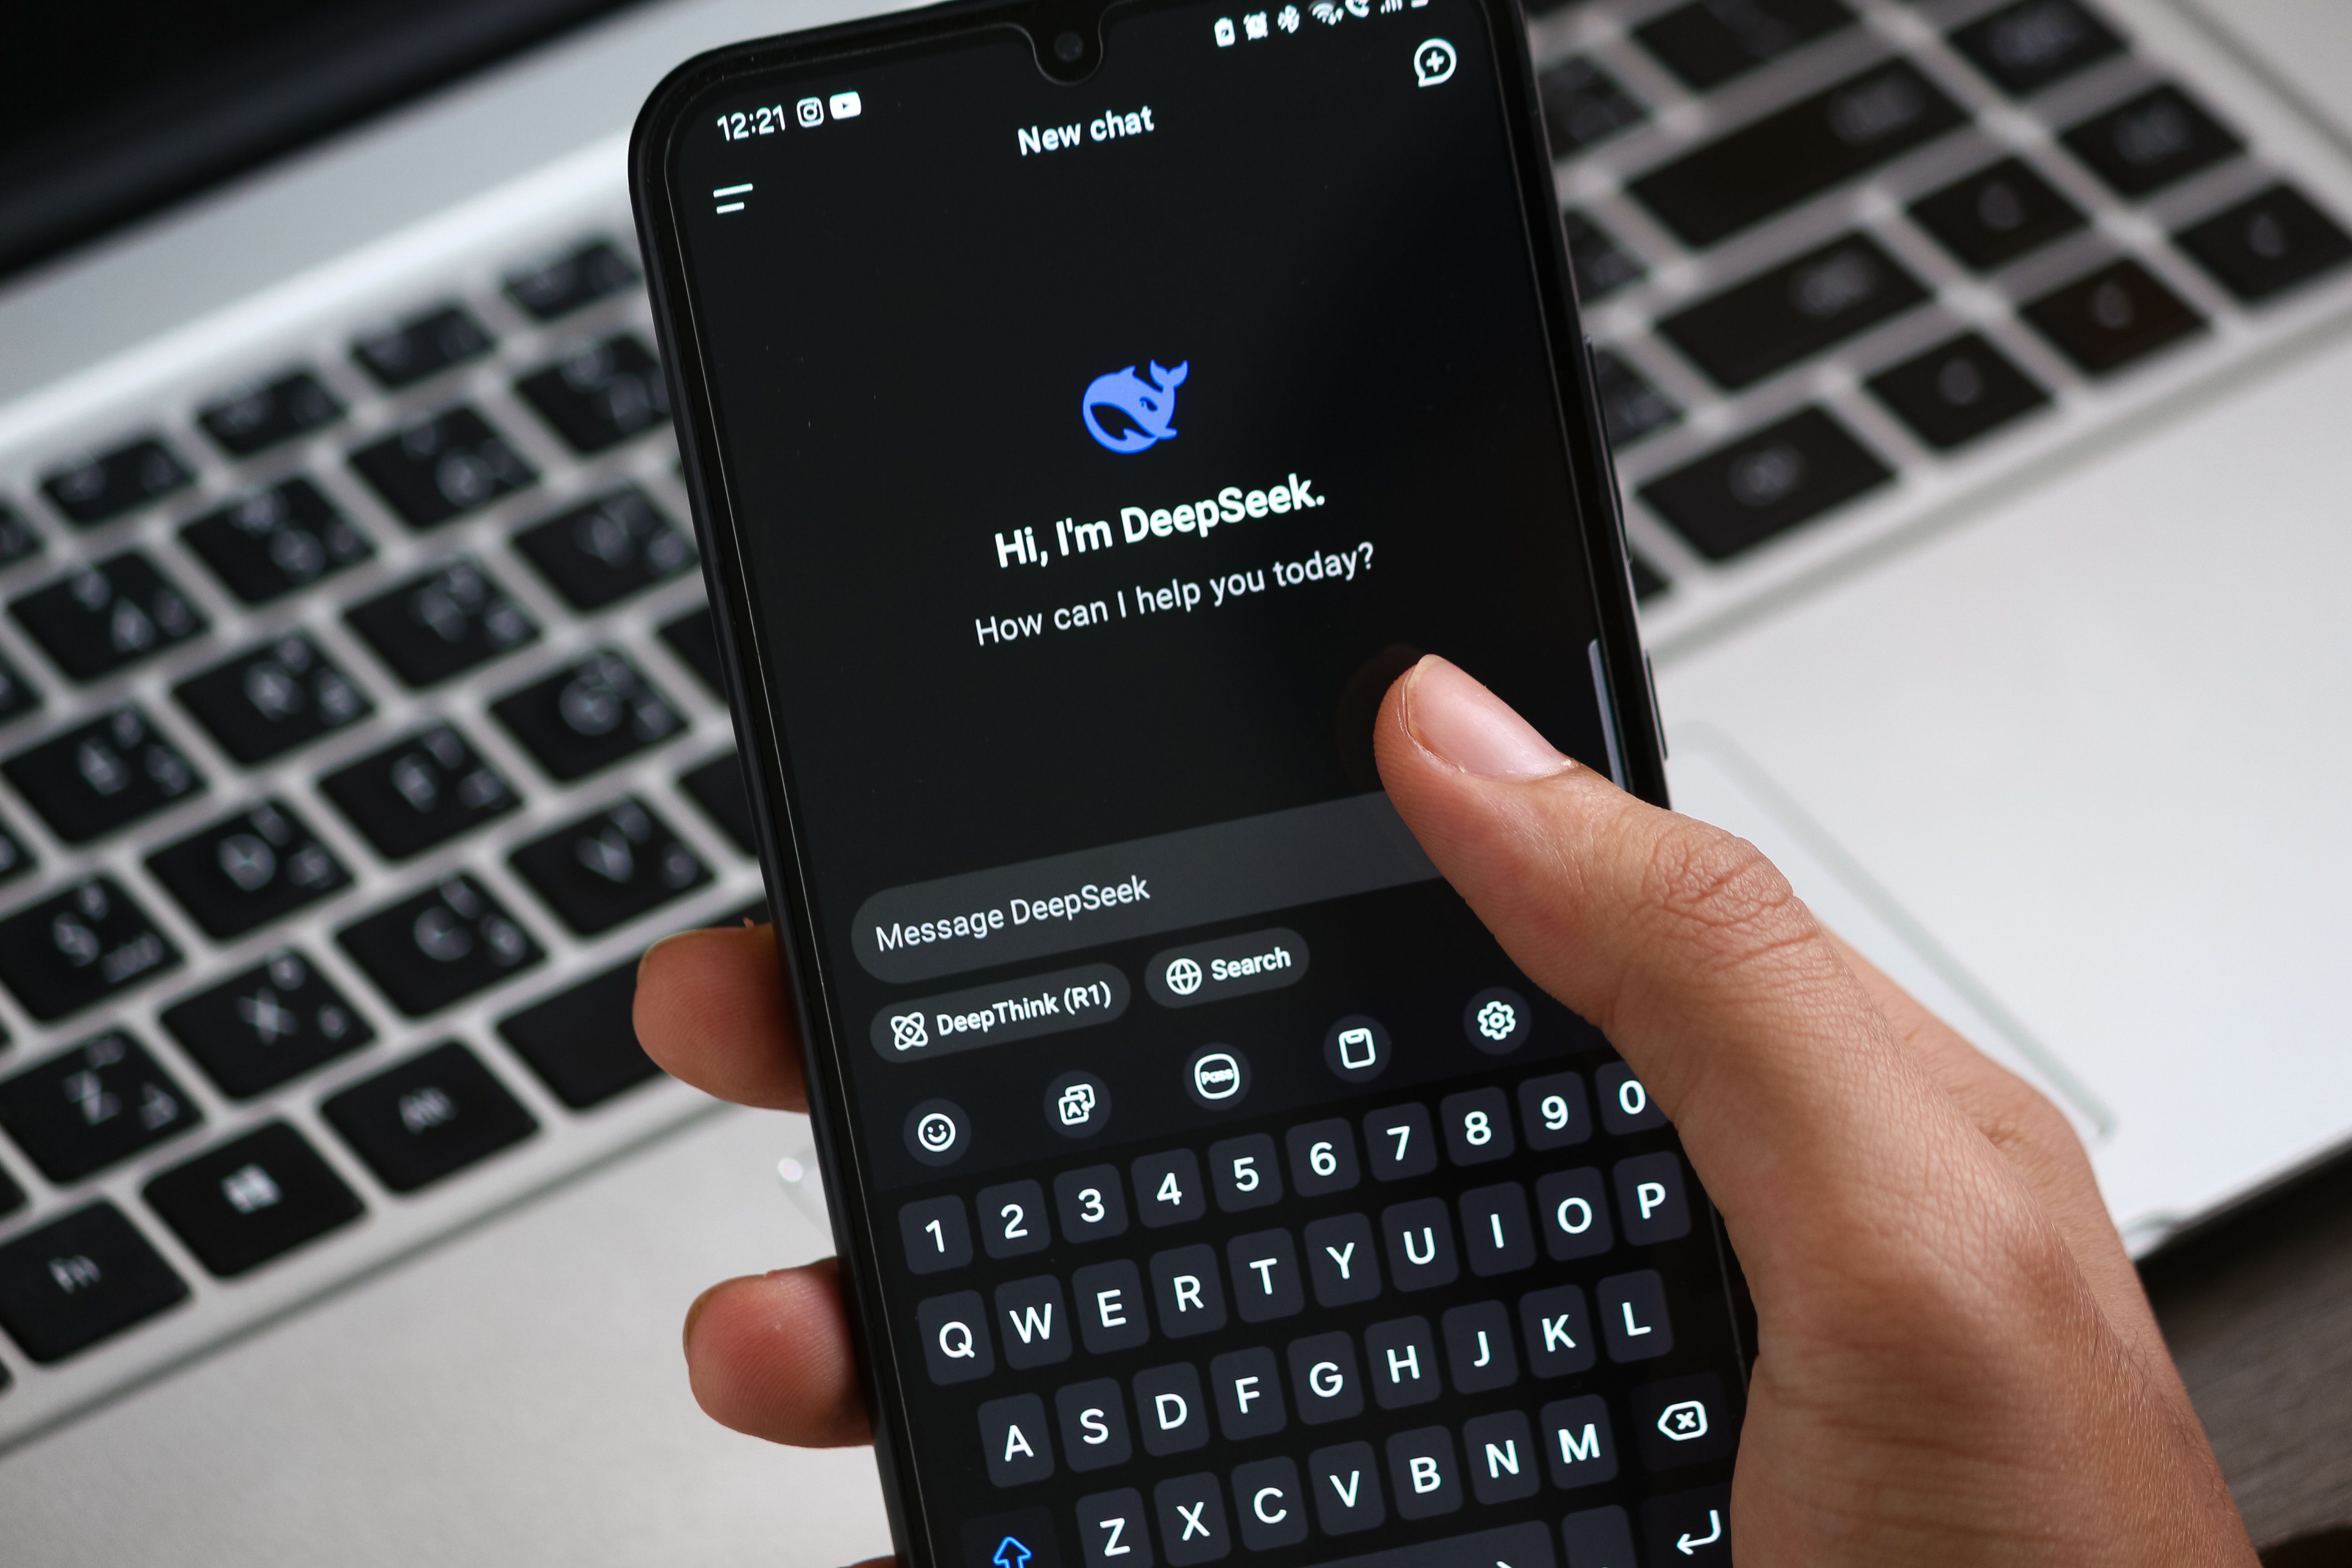 12:21
New chat
Hi, I'm DeepSeek.
How can I help you today?
Message DeepSeek
DeepThink (R1) Search
Pass
1 2 3 4 5 6 7 8 9 0
Q W E R T Y U I O P
A S D F G H J K L
Z X C V B N M